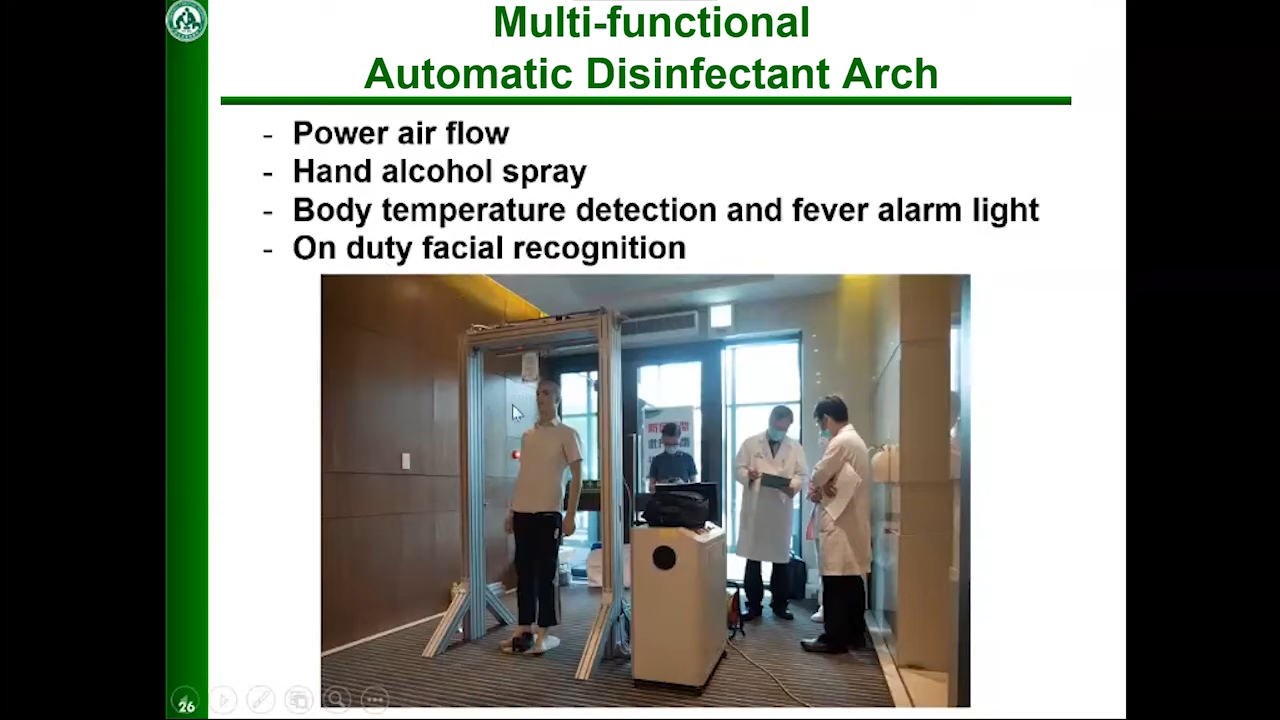 Multi-functional
Automatic Disinfectant Arch
- Power air flow
- Hand alcohol spray
- Body temperature detection and fever alarm light
- On duty facial recognition
26